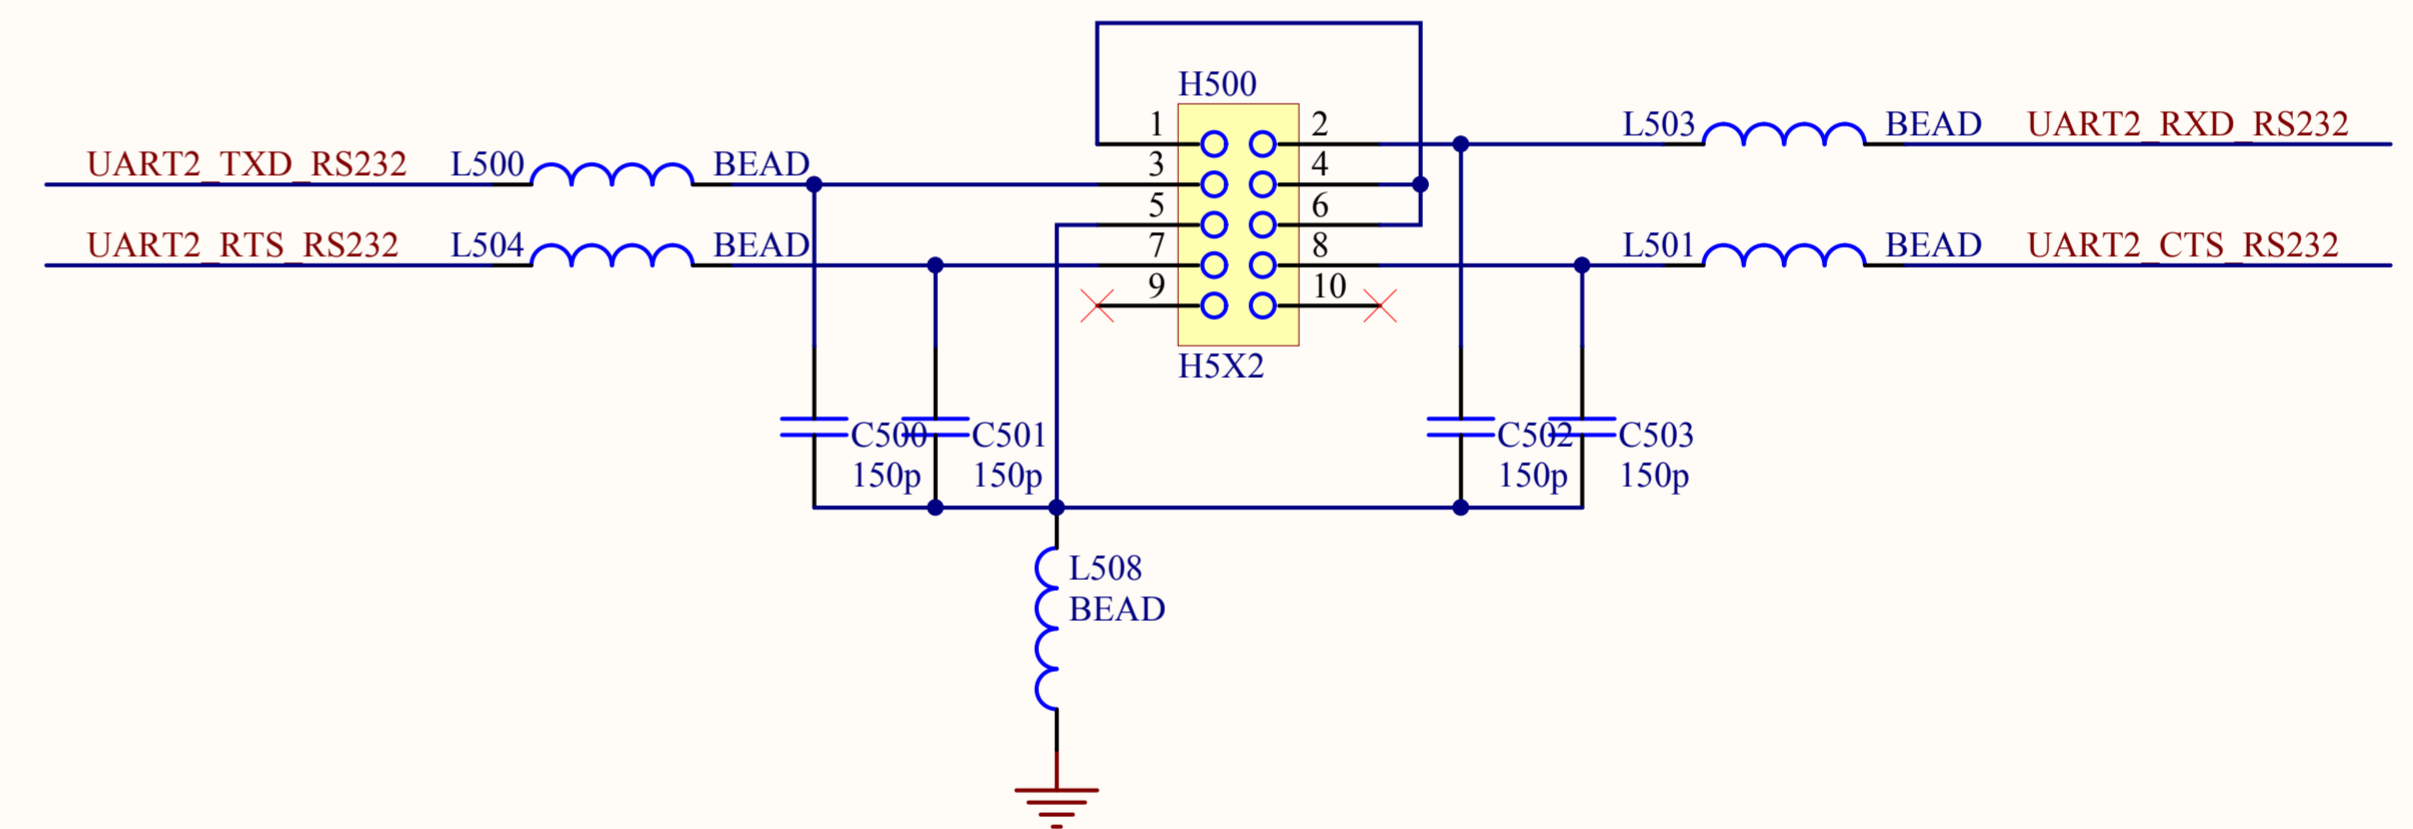 H500
1 2
UART2_TXD_RS232 L500 BEAD 3 4 L503 BEAD UART2_RXD_RS232
5 6
UART2_RTS_RS232 L504 BEAD 7 8 L501 BEAD UART2_CTS_RS232
9 10
H5X2
C500 C501 C502 C503
150p 150p 150p 150p
L508
BEAD